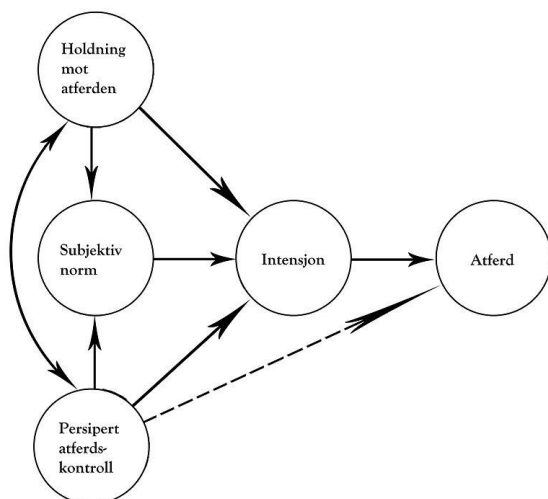 Holdning
mot
atferden
Subjektiv
norm
Intensjon
Atferd
Persipert
atferds-
kontroll